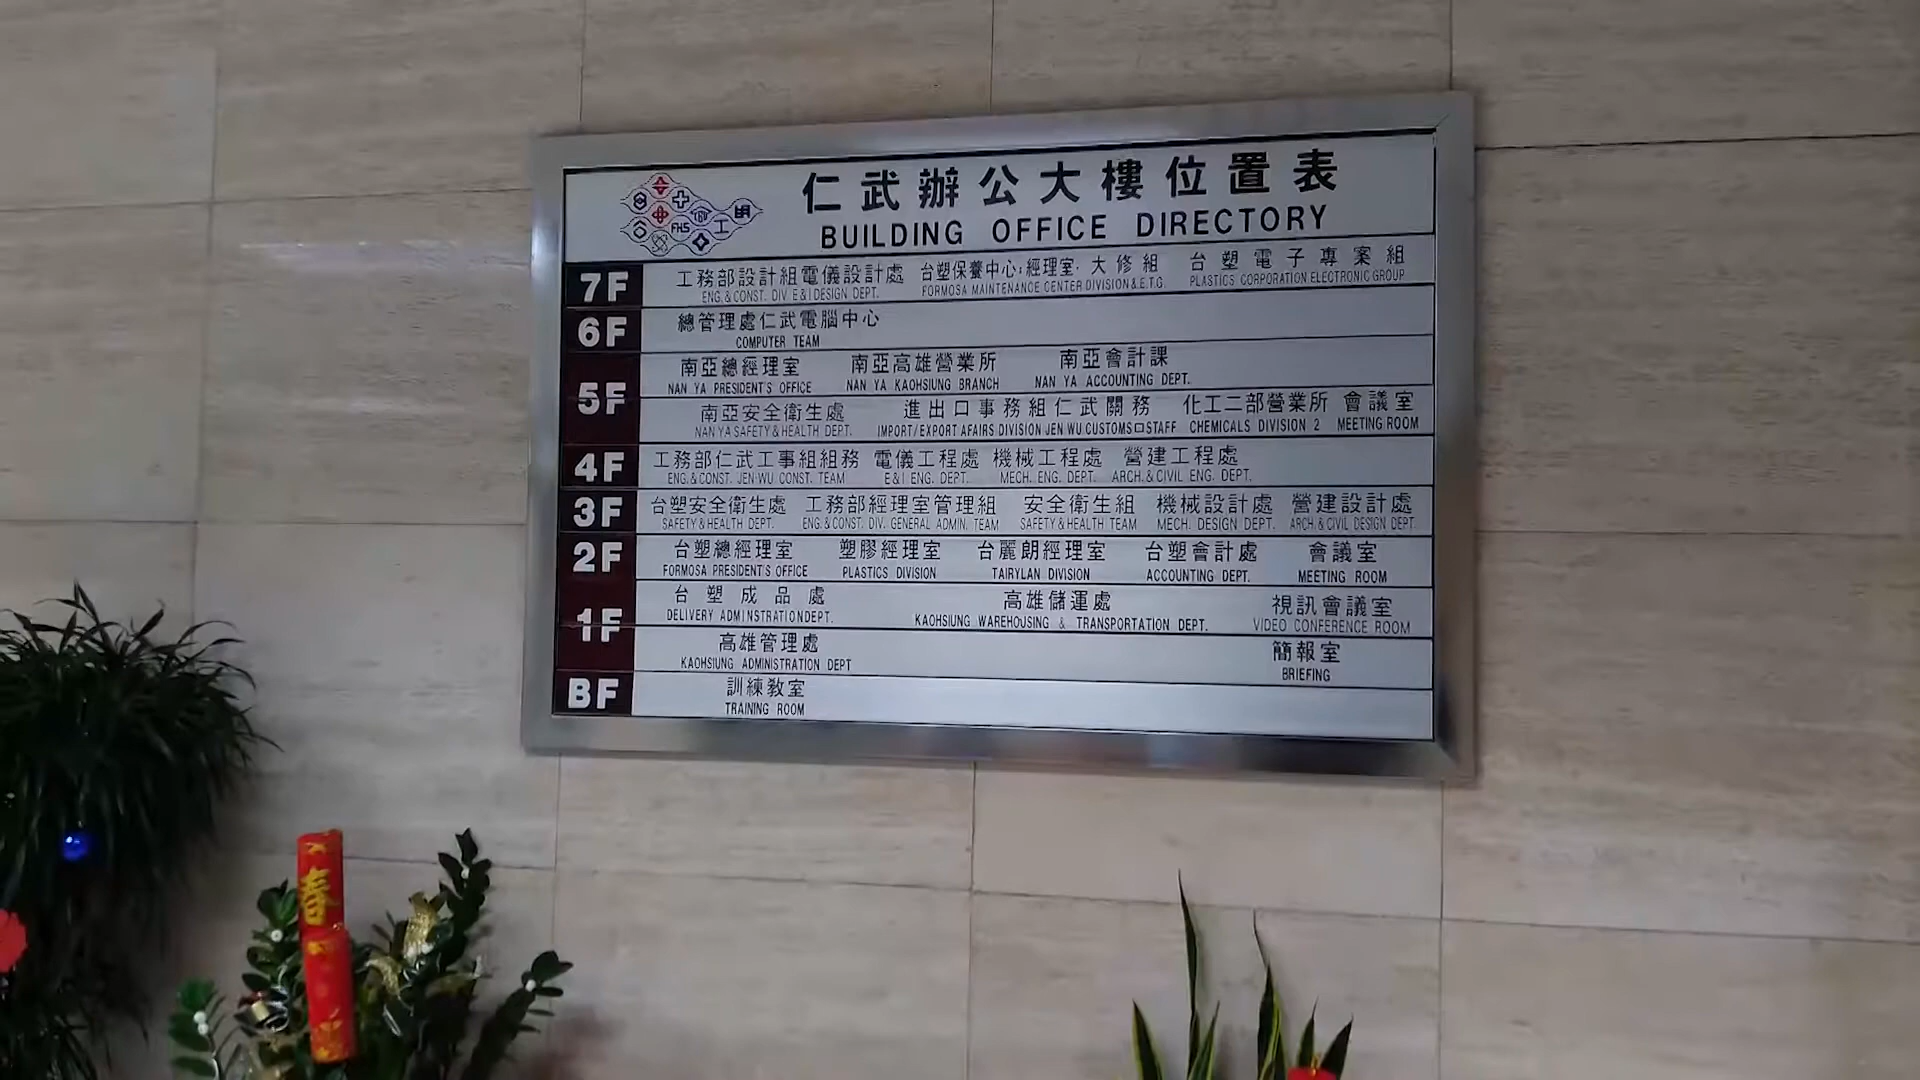 仁武辦公大樓位置表
BUILDING OFFICE DIRECTORY
7F
工務部設計組電儀設計處 台塑保養中心:經理室·大修組 台塑電子專案組
ENG.& CONST. DIV E&I DESIGN DEPT. FORMOSA MAINTENANCE CENTER DIVISION & E.T.G. PLASTICS CORPORATION ELECTRONIC GROUP
6F
總管理處仁武電腦中心
COMPUTER TEAM
5F
南亞總經理室 南亞高雄營業所 南亞會計課
NAN YA PRESIDENT'S OFFICE NAN YA KAOHSIUNG BRANCH NAN YA ACCOUNTING DEPT.
南亞安全衛生處 進出口事務組仁武關務 化工二部營業所 會議室
NAN YA SAFETY & HEALTH DEPT. IMPORT/EXPORT AFAIRS DIVISION JEN WU CUSTOMS□STAFF CHEMICALS DIVISION 2 MEETING ROOM
4F
工務部仁武工事組組務 電儀工程處 機械工程處 營建工程處
ENG.& CONST. JEN-WU CONST. TEAM E&I ENG. DEPT. MECH. ENG. DEPT. ARCH.& CIVIL ENG. DEPT.
3F
台塑安全衛生處 工務部經理室管理組 安全衛生組 機械設計處 營建設計處
SAFETY & HEALTH DEPT. ENG.& CONST. DIV. GENERAL ADMIN. TEAM SAFETY & HEALTH TEAM MECH. DESIGN DEPT. ARCH.& CIVIL DESIGN DEPT.
2F
台塑總經理室 塑膠經理室 台麗朗經理室 台塑會計處 會議室
FORMOSA PRESIDENT'S OFFICE PLASTICS DIVISION TAIRYLAN DIVISION ACCOUNTING DEPT. MEETING ROOM
1F
台塑成品處 高雄儲運處 視訊會議室
DELIVERY ADMINSTRATION DEPT. KAOHSIUNG WAREHOUSING & TRANSPORTATION DEPT. VIDEO CONFERENCE ROOM
高雄管理處 簡報室
KAOHSIUNG ADMINISTRATION DEPT BRIEFING
BF
訓練教室
TRAINING ROOM
春